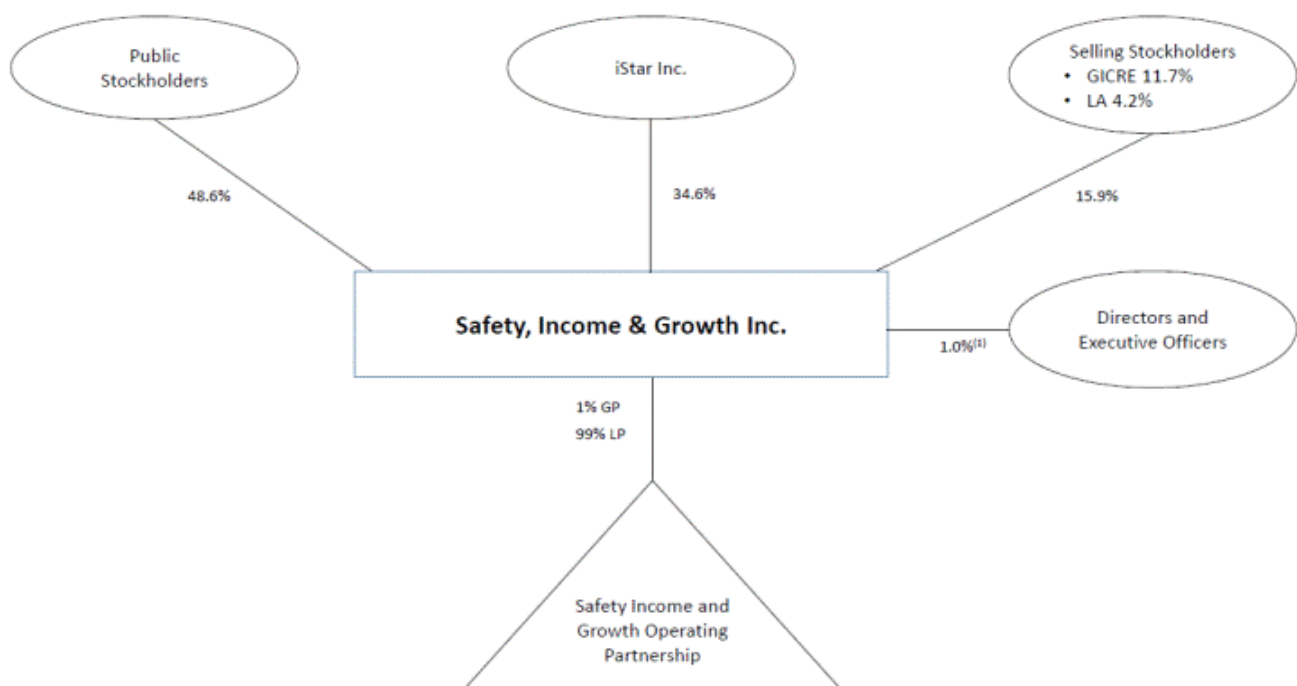 Public
Stockholders
iStar Inc.
Selling Stockholders
• GICRE 11.7%
• LA 4.2%
48.6%
34.6%
15.9%
Safety, Income & Growth Inc.
1.0%(1)
Directors and
Executive Officers
1% GP
99% LP
Safety Income and
Growth Operating
Partnership